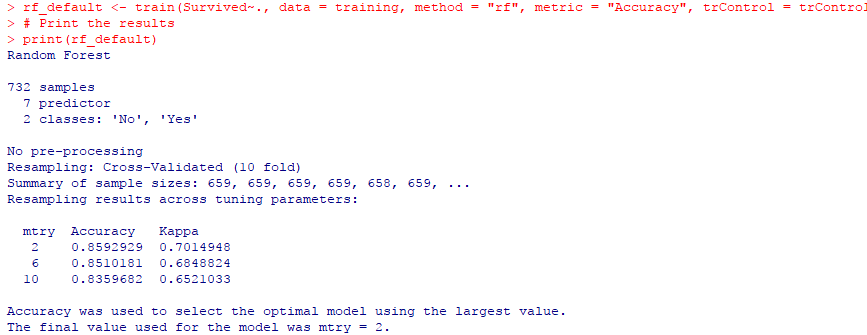 > rf_default <- train(Survived~., data = training, method = "rf", metric = "Accuracy", trControl = trControl
> # Print the results
> print(rf_default)
Random Forest
732 samples
7 predictor
2 classes: 'No', 'Yes'
No pre-processing
Resampling: Cross-Validated (10 fold)
Summary of sample sizes: 659, 659, 659, 659, 658, 659, ...
Resampling results across tuning parameters:
mtry Accuracy Kappa
2 0.8592929 0.7014948
6 0.8510181 0.6848824
10 0.8359682 0.6521033
Accuracy was used to select the optimal model using the largest value.
The final value used for the model was mtry = 2.